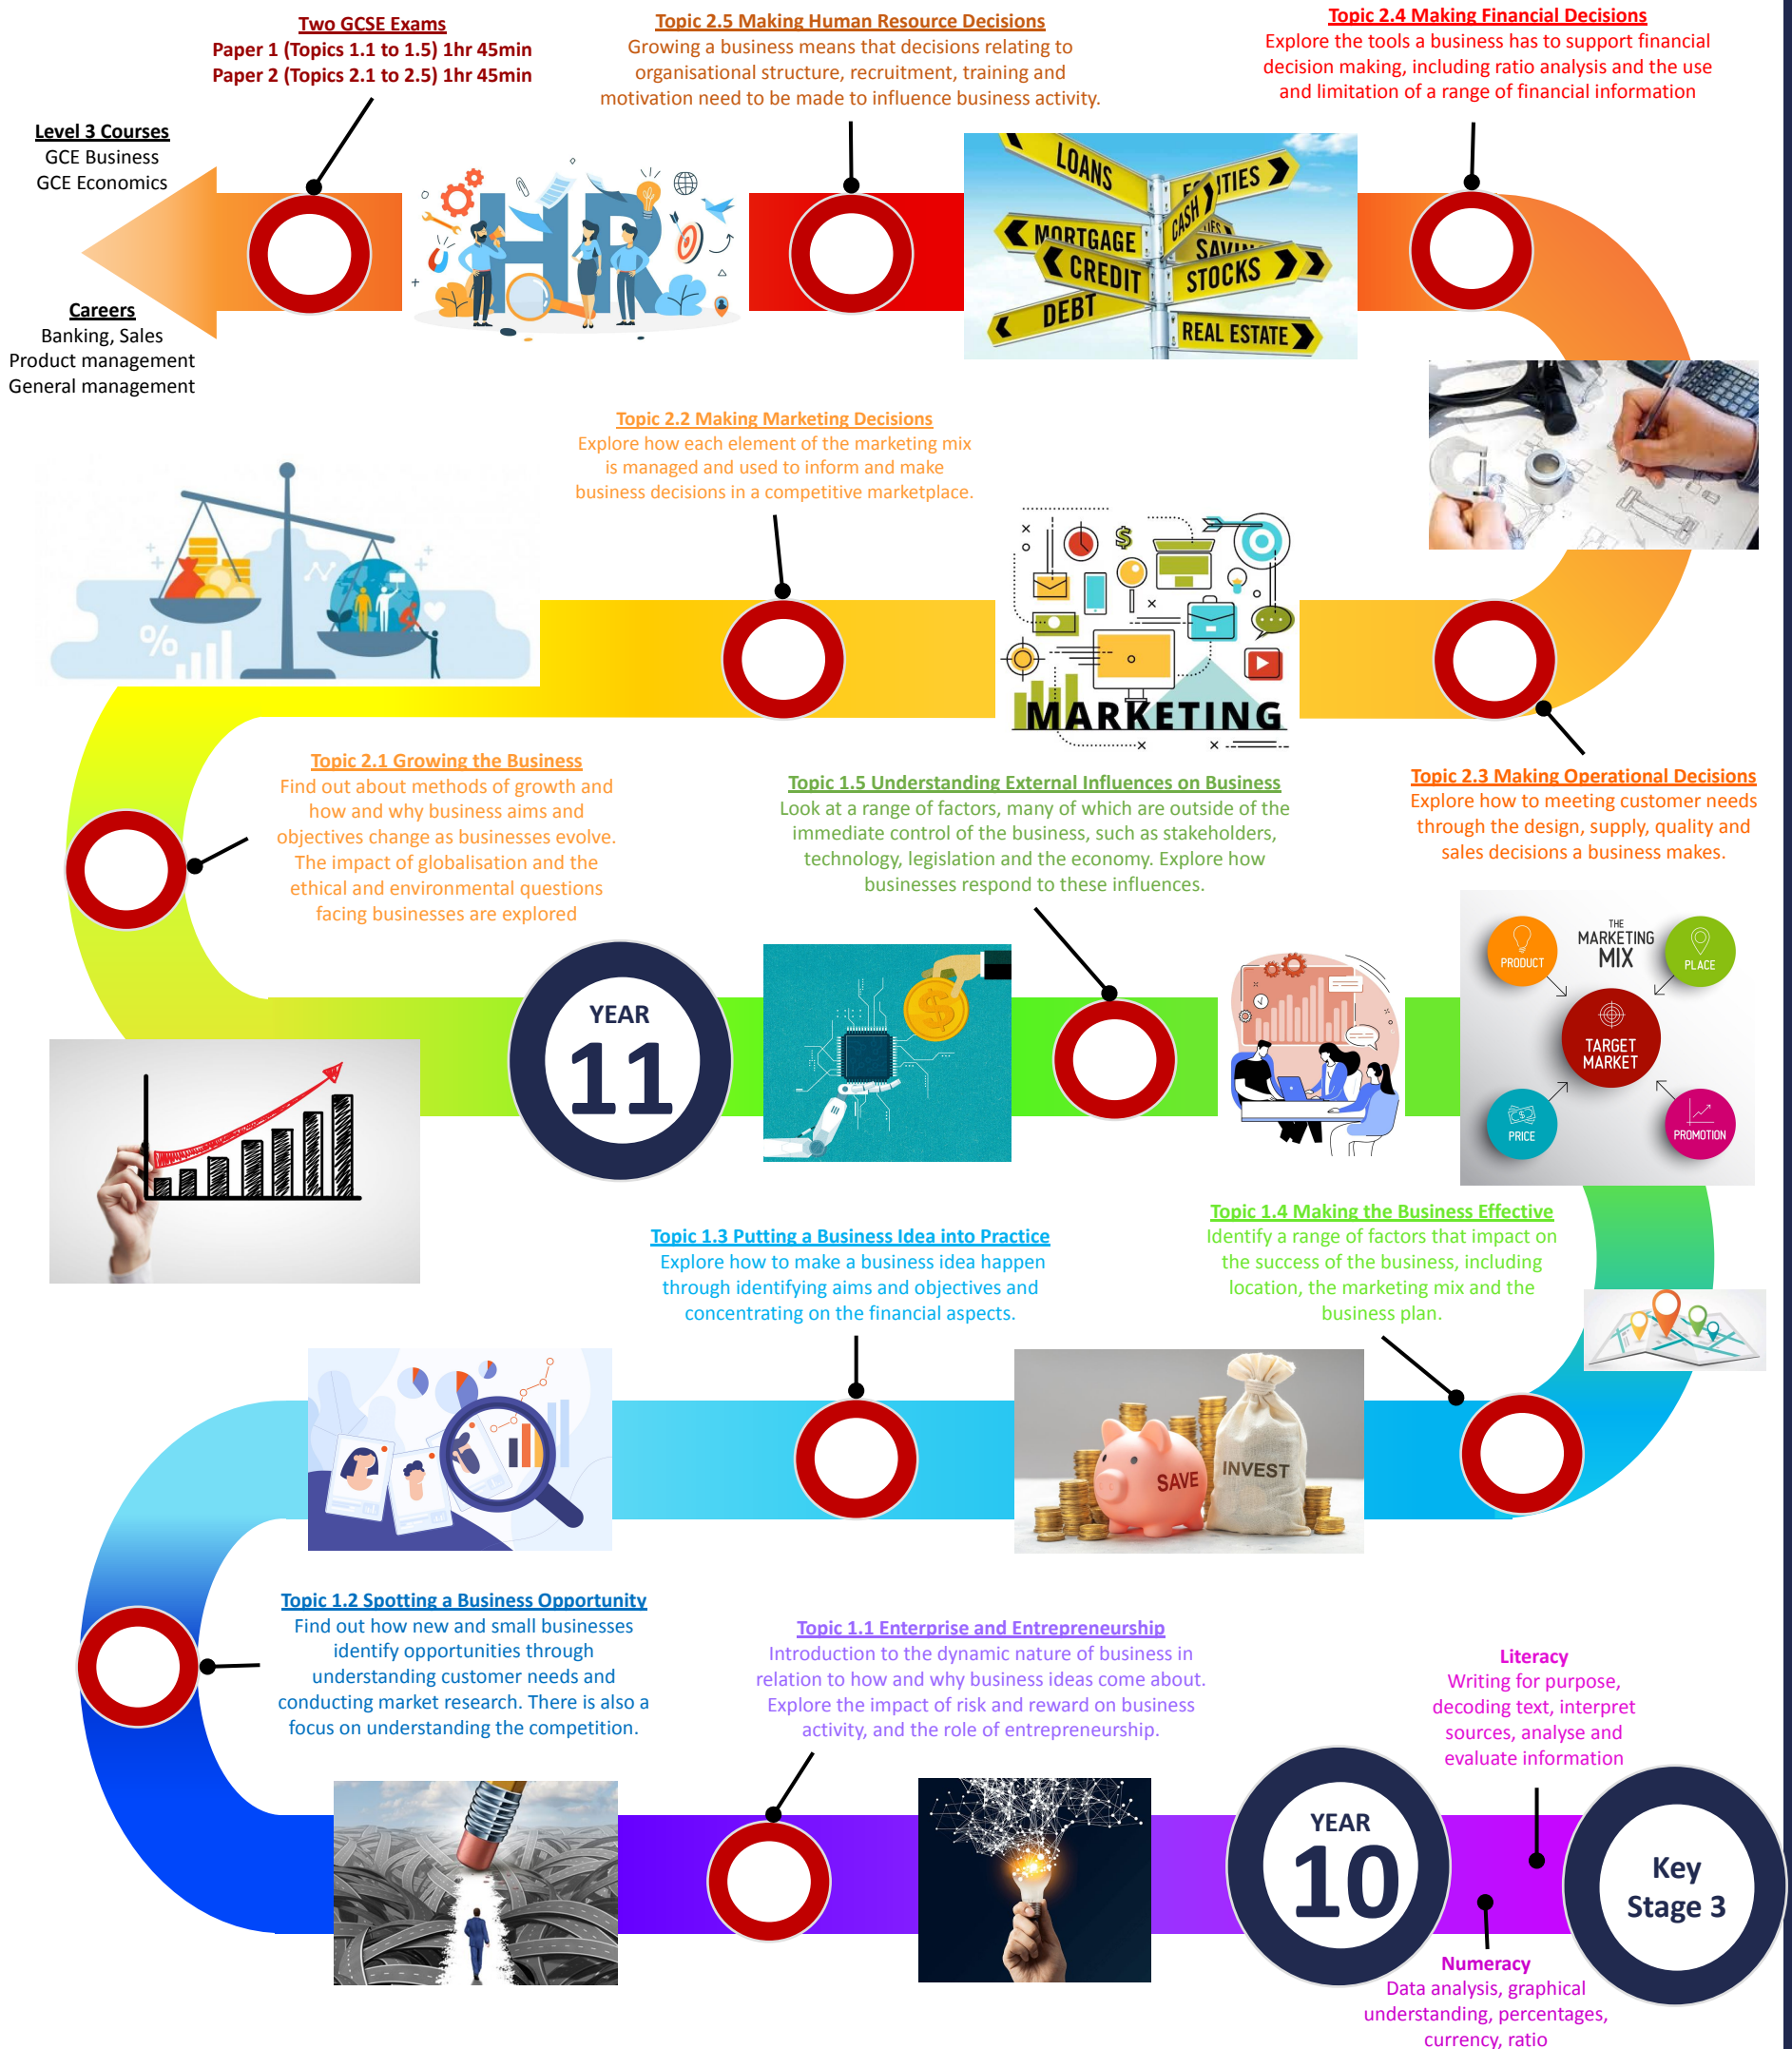 Two GCSE Exams
Paper 1 (Topics 1.1 to 1.5) 1hr 45min
Paper 2 (Topics 2.1 to 2.5) 1hr 45min
Topic 2.5 Making Human Resource Decisions
Growing a business means that decisions relating to
organisational structure, recruitment, training and
motivation need to be made to influence business activity.
Topic 2.4 Making Financial Decisions
Explore the tools a business has to support financial
decision making, including ratio analysis and the use
and limitation of a range of financial information
Level 3 Courses
GCE Business
GCE Economics
Careers
Banking, Sales
Product management
General management
HR
LOANS
CASH
MORTGAGE
CREDIT
STOCKS
DEBT
REAL ESTATE
Topic 2.2 Making Marketing Decisions
Explore how each element of the marketing mix
is managed and used to inform and make
business decisions in a competitive marketplace.
%
$
MARKETING
Topic 2.1 Growing the Business
Find out about methods of growth and
how and why business aims and
objectives change as businesses evolve.
The impact of globalisation and the
ethical and environmental questions
facing businesses are explored
Topic 1.5 Understanding External Influences on Business
Look at a range of factors, many of which are outside of the
immediate control of the business, such as stakeholders,
technology, legislation and the economy. Explore how
businesses respond to these influences.
Topic 2.3 Making Operational Decisions
Explore how to meeting customer needs
through the design, supply, quality and
sales decisions a business makes.
YEAR
11
$
THE
MARKETING
MIX
PRODUCT
PLACE
TARGET
MARKET
PRICE
PROMOTION
Topic 1.3 Putting a Business Idea into Practice
Explore how to make a business idea happen
through identifying aims and objectives and
concentrating on the financial aspects.
Topic 1.4 Making the Business Effective
Identify a range of factors that impact on
the success of the business, including
location, the marketing mix and the
business plan.
SAVE
INVEST
Topic 1.2 Spotting a Business Opportunity
Find out how new and small businesses
identify opportunities through
understanding customer needs and
conducting market research. There is also a
focus on understanding the competition.
Topic 1.1 Enterprise and Entrepreneurship
Introduction to the dynamic nature of business in
relation to how and why business ideas come about.
Explore the impact of risk and reward on business
activity, and the role of entrepreneurship.
Literacy
Writing for purpose,
decoding text, interpret
sources, analyse and
evaluate information
YEAR
10
Key
Stage 3
Numeracy
Data analysis, graphical
understanding, percentages,
currency, ratio